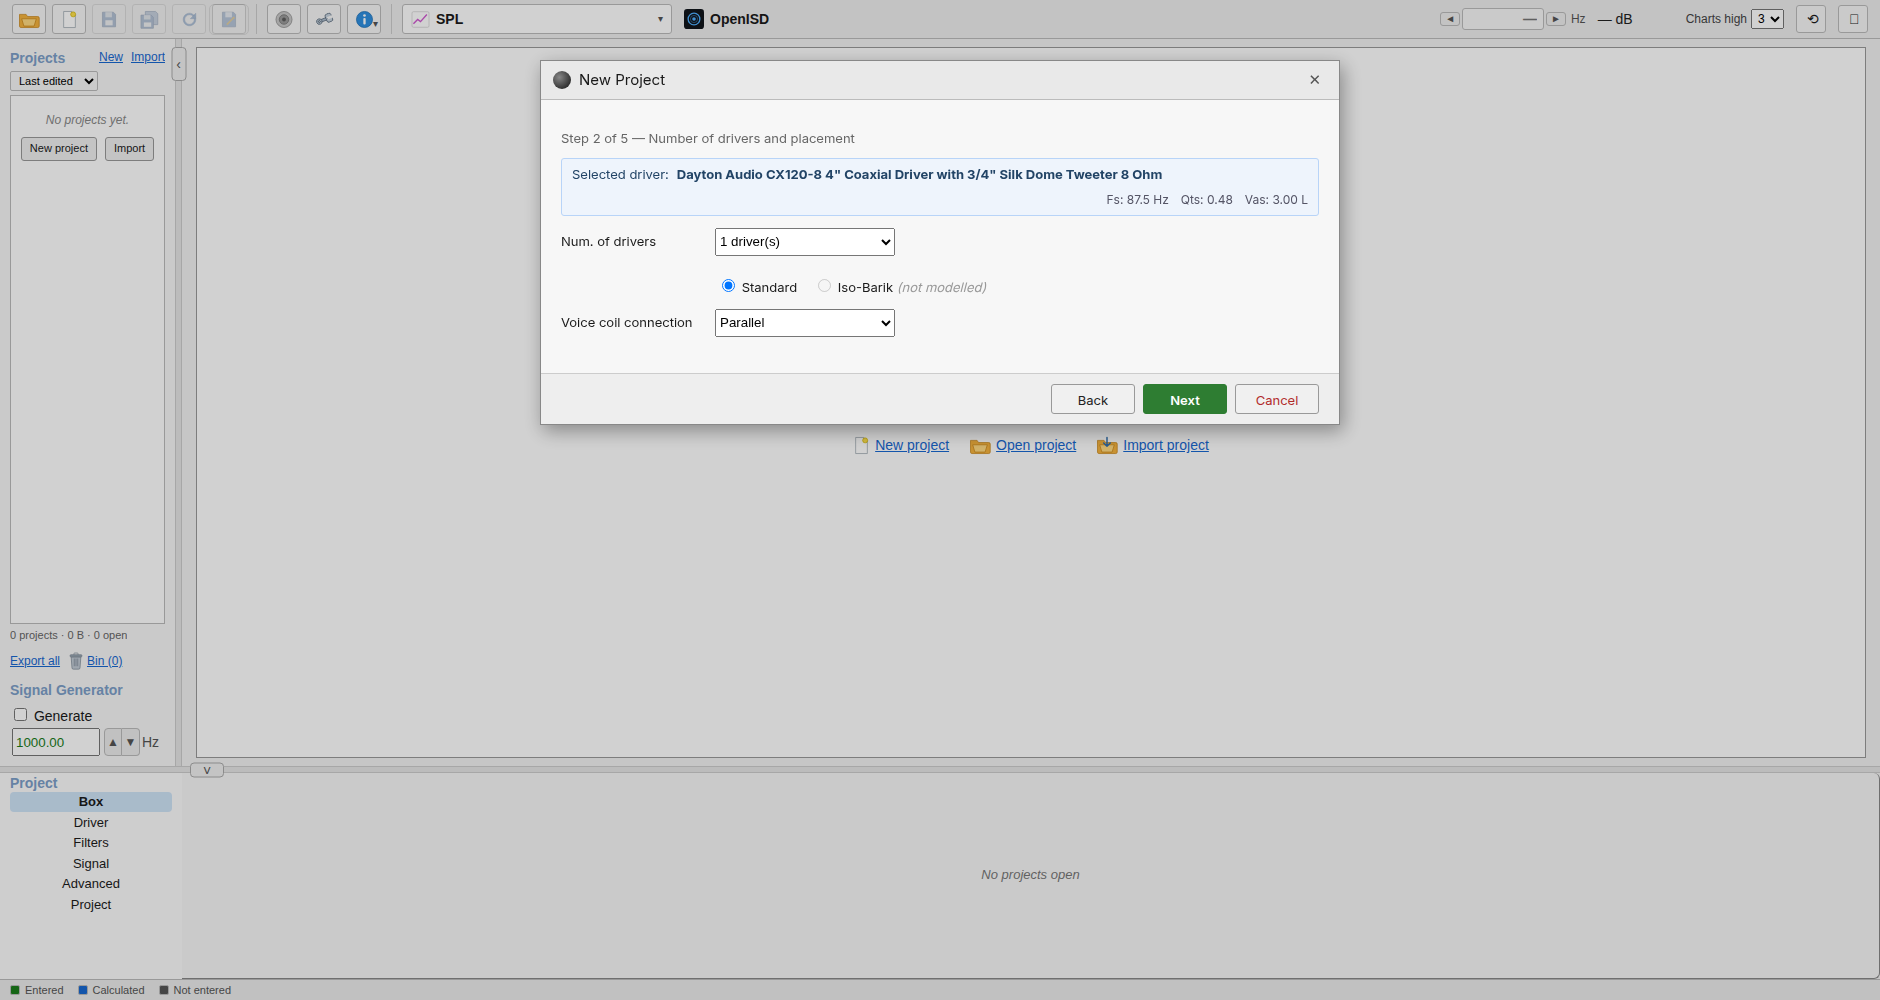 SPL
OpenISD
— Hz — dB
Charts high 3
Projects New Import
Last edited
No projects yet.
New project Import
0 projects · 0 B · 0 open
Export all Bin (0)
Signal Generator
Generate
1000.00 Hz
New Project
Step 2 of 5 — Number of drivers and placement
Selected driver: Dayton Audio CX120-8 4" Coaxial Driver with 3/4" Silk Dome Tweeter 8 Ohm
Fs: 87.5 Hz Qts: 0.48 Vas: 3.00 L
Num. of drivers 1 driver(s)
Standard Iso-Barik (not modelled)
Voice coil connection Parallel
Back Next Cancel
New project Open project Import project
Project
Box
Driver
Filters
Signal
Advanced
Project
No projects open
Entered Calculated Not entered